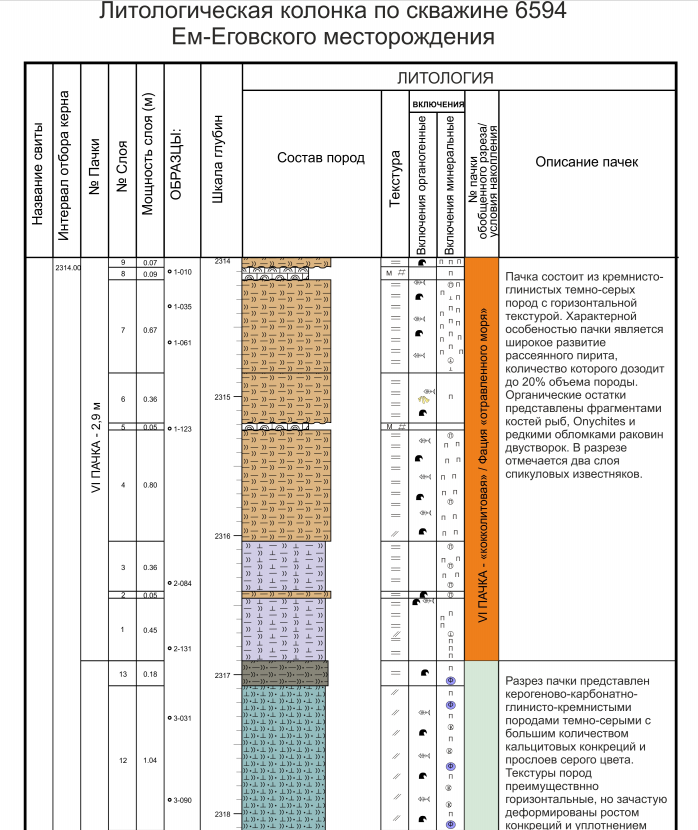 Литологическая колонка по скважине 6594
Ем-Еговского месторождения
ЛИТОЛОГИЯ
Название свиты
Интервал отбора керна
№ Пачки
№ Слоя
Мощность слоя (м)
ОБРАЗЦЫ:
Шкала глубин
Состав пород
Текстура
включения
Включения органогенные
Включения минеральные
№ пачки
обобщенного рареза/
условия накопления
Описание пачек
2314.00
VI ПАЧКА - 2,9 м
9 0.07
8 0.09
7 0.67
6 0.36
5 0.05
4 0.80
3 0.36
2 0.05
1 0.45
13 0.18
12 1.04
1-010
1-035
1-061
1-123
2-084
2-131
3-031
3-090
2314
2315
2316
2317
2318
М
М
VI ПАЧКА - «кокколитовая» / Фация «отравленного моря»
Пачка состоит из кремнисто-
глинистых темно-серых
пород с горизонтальной
текстурой. Характерной
особеностью пачки является
широкое развитие
рассеянного пирита,
количество которого дозодит
до 20% объема породы.
Органические остатки
представлены фрагментами
костей рыб, Onychites и
редкими обломками раковин
двустворок. В разрезе
отмечается два слоя
спикуловых известняков.
Разрез пачки представлен
керогеново-карбонатно-
глинисто-кремнистыми
породами темно-серыми с
большим количеством
кальцитовых конкреций и
прослоев серого цвета.
Текстуры пород
преимуществнно
горизонтальные, но зачастую
деформированы ростом
конкреций и уплотнением